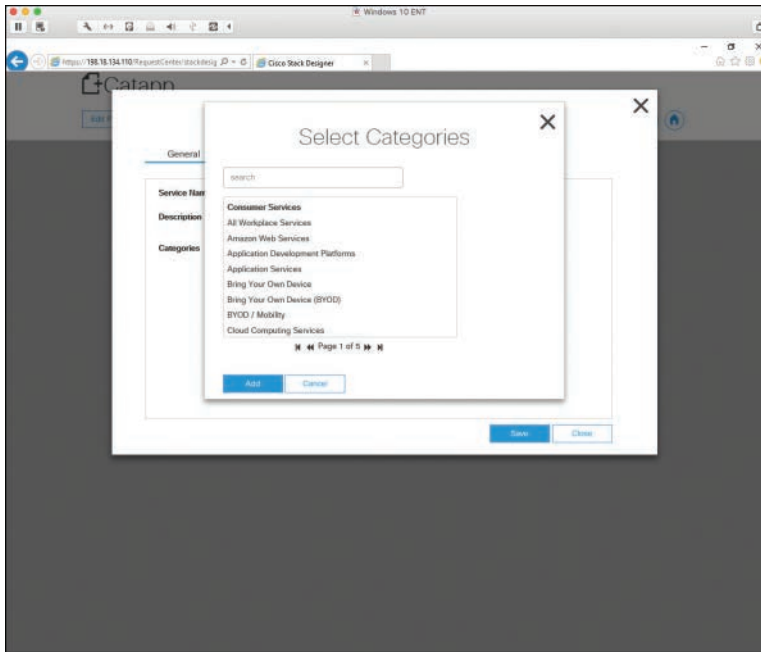 Windows 10 ENT
https://198.18.134.110/RequestCenter/stackdesig
Cisco Stack Designer
Catapp
General
Service Nam
Description
Categories
Select Categories
search
Consumer Services
All Workplace Services
Amazon Web Services
Application Development Platforms
Application Services
Bring Your Own Device
Bring Your Own Device (BYOD)
BYOD / Mobility
Cloud Computing Services
Page 1 of 5
Add Cancel
Save Close